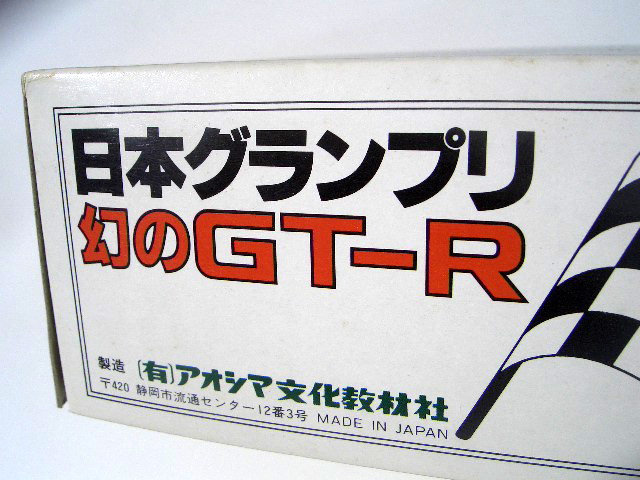 日本グランプリ
幻のGT-R
製造 (有)アオシマ文化教材社
〒420 静岡市流通センター12番3号 MADE IN JAPAN